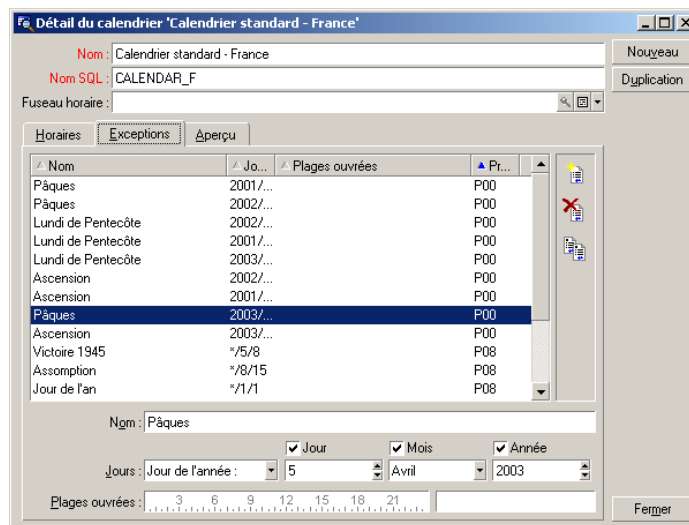 Détail du calendrier 'Calendrier standard - France'
Nom : Calendrier standard - France
Nouveau
Nom SQL : CALENDAR_F
Duplication
Fuseau horaire :
Horaires Exceptions Aperçu
Nom Jo... Plages ouvrées Pr...
Pâques 2001/... P00
Pâques 2002/... P00
Lundi de Pentecôte 2002/... P00
Lundi de Pentecôte 2001/... P00
Lundi de Pentecôte 2003/... P00
Ascension 2002/... P00
Ascension 2001/... P00
Pâques 2003/... P00
Ascension 2003/... P00
Victoire 1945 */5/8 P08
Assomption */8/15 P08
Jour de l'an */1/1 P08
Nom : Pâques
Jour Mois Année
Jours : Jour de l'année : 5 Avril 2003
Plages ouvrées : 3 6 9 12 15 18 21
Fermer